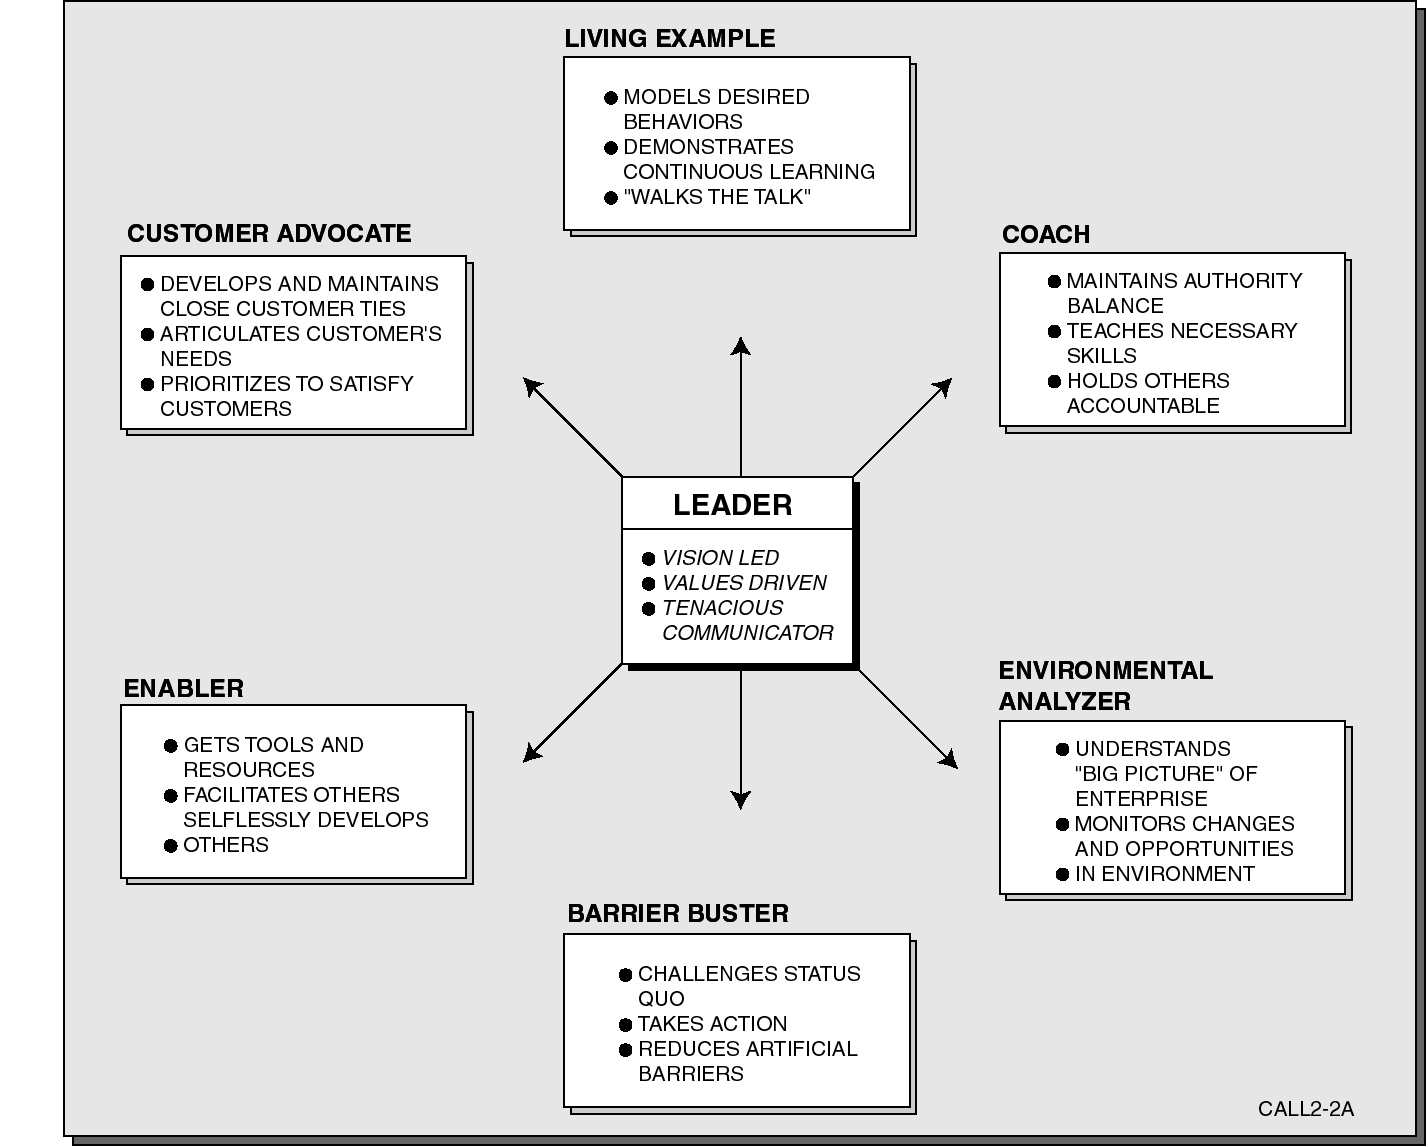 LIVING EXAMPLE
● MODELS DESIRED
BEHAVIORS
● DEMONSTRATES
CONTINUOUS LEARNING
● "WALKS THE TALK"
CUSTOMER ADVOCATE
● DEVELOPS AND MAINTAINS
CLOSE CUSTOMER TIES
● ARTICULATES CUSTOMER'S
NEEDS
● PRIORITIZES TO SATISFY
CUSTOMERS
COACH
● MAINTAINS AUTHORITY
BALANCE
● TEACHES NECESSARY
SKILLS
● HOLDS OTHERS
ACCOUNTABLE
LEADER
● VISION LED
● VALUES DRIVEN
● TENACIOUS
COMMUNICATOR
ENABLER
● GETS TOOLS AND
RESOURCES
● FACILITATES OTHERS
SELFLESSLY DEVELOPS
● OTHERS
ENVIRONMENTAL
ANALYZER
● UNDERSTANDS
"BIG PICTURE" OF
ENTERPRISE
● MONITORS CHANGES
AND OPPORTUNITIES
● IN ENVIRONMENT
BARRIER BUSTER
● CHALLENGES STATUS
QUO
● TAKES ACTION
● REDUCES ARTIFICIAL
BARRIERS
CALL2-2A